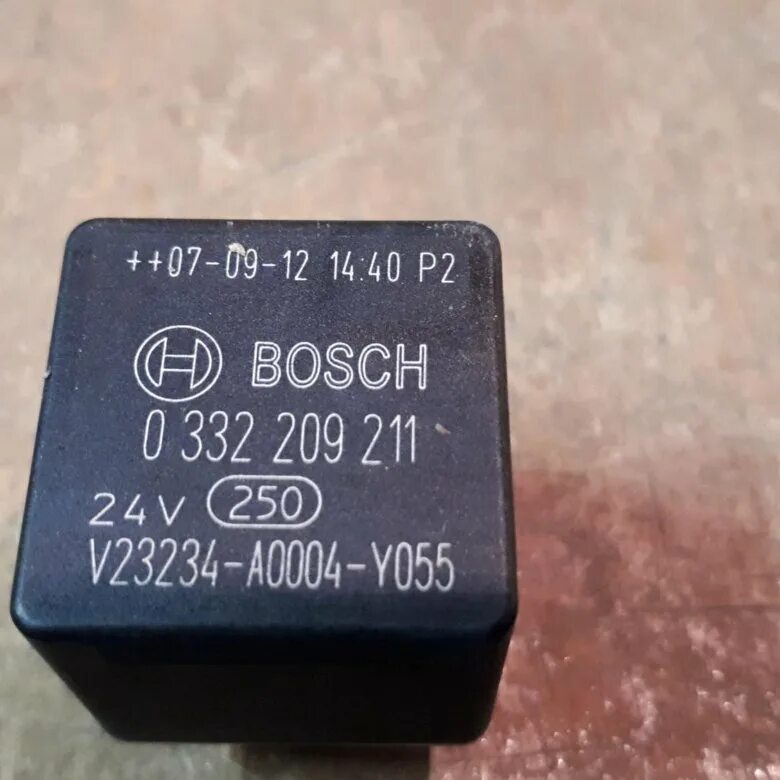 ++07-09-12 14:40 P2
BOSCH
0 332 209 211
24V 250
V23234-A0004-Y055